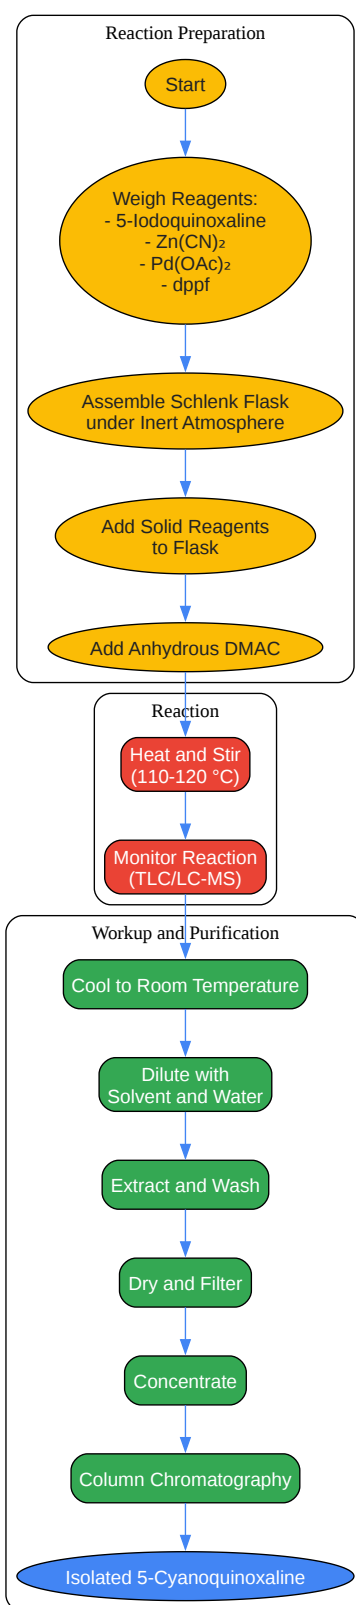 Reaction Preparation
Start
Weigh Reagents:
- 5-Iodoquinoxaline
- Zn(CN)₂
- Pd(OAc)₂
- dppf
Assemble Schlenk Flask
under Inert Atmosphere
Add Solid Reagents
to Flask
Add Anhydrous DMAC
Reaction
Heat and Stir
(110-120 °C)
Monitor Reaction
(TLC/LC-MS)
Workup and Purification
Cool to Room Temperature
Dilute with
Solvent and Water
Extract and Wash
Dry and Filter
Concentrate
Column Chromatography
Isolated 5-Cyanoquinoxaline